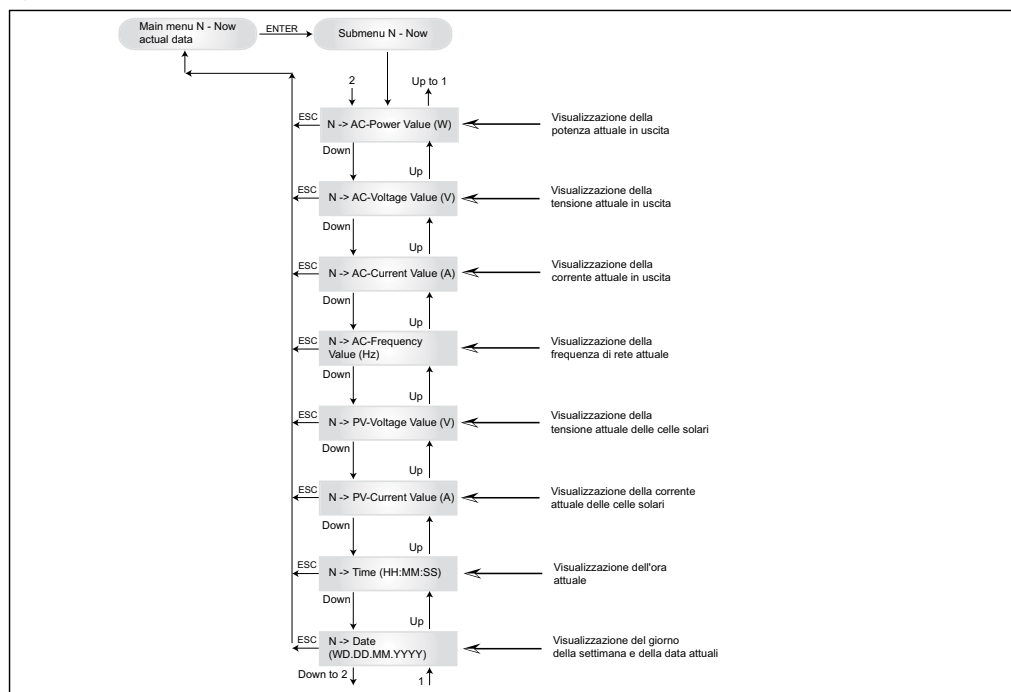 Main menu N - Now
actual data
ENTER
Submenu N - Now
2
Up to 1
ESC
N -> AC-Power Value (W)
Visualizzazione della
potenza attuale in uscita
Down
Up
ESC
N -> AC-Voltage Value (V)
Visualizzazione della
tensione attuale in uscita
Down
Up
ESC
N -> AC-Current Value (A)
Visualizzazione della
corrente attuale in uscita
Down
Up
ESC
N -> AC-Frequency
Value (Hz)
Visualizzazione della
frequenza di rete attuale
Down
Up
ESC
N -> PV-Voltage Value (V)
Visualizzazione della
tensione attuale delle celle solari
Down
Up
ESC
N -> PV-Current Value (A)
Visualizzazione della corrente
attuale delle celle solari
Down
Up
ESC
N -> Time (HH:MM:SS)
Visualizzazione dell'ora
attuale
Down
Up
ESC
N -> Date
(WD.DD.MM.YYYY)
Visualizzazione del giorno
della settimana e della data attuali
Down to 2
1